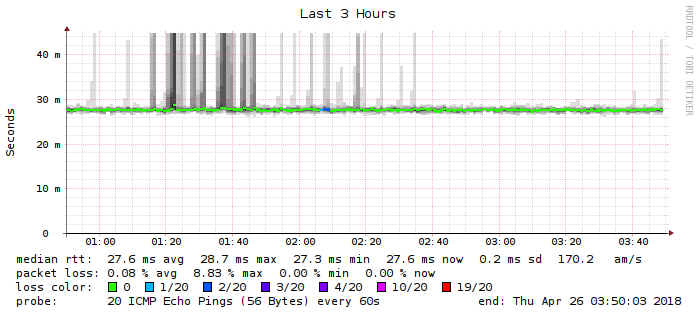 Last 3 Hours
RRDTOOL / TOBI OETIKER
Seconds
40 m
30 m
20 m
10 m
0
01:00 01:20 01:40 02:00 02:20 02:40 03:00 03:20 03:40
median rtt: 27.6 ms avg 28.7 ms max 27.3 ms min 27.6 ms now 0.2 ms sd 170.2 am/s
packet loss: 0.08 % avg 8.83 % max 0.00 % min 0.00 % now
loss color: 0 1/20 2/20 3/20 4/20 10/20 19/20
probe: 20 ICMP Echo Pings (56 Bytes) every 60s end: Thu Apr 26 03:50:03 2018